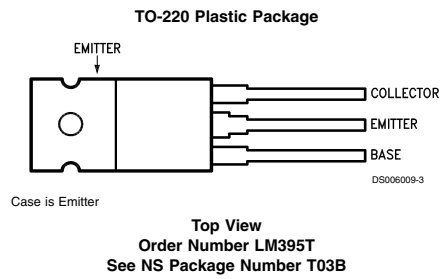 TO-220 Plastic Package
EMITTER
COLLECTOR
EMITTER
BASE
DS006009-3
Case is Emitter
Top View
Order Number LM395T
See NS Package Number T03B